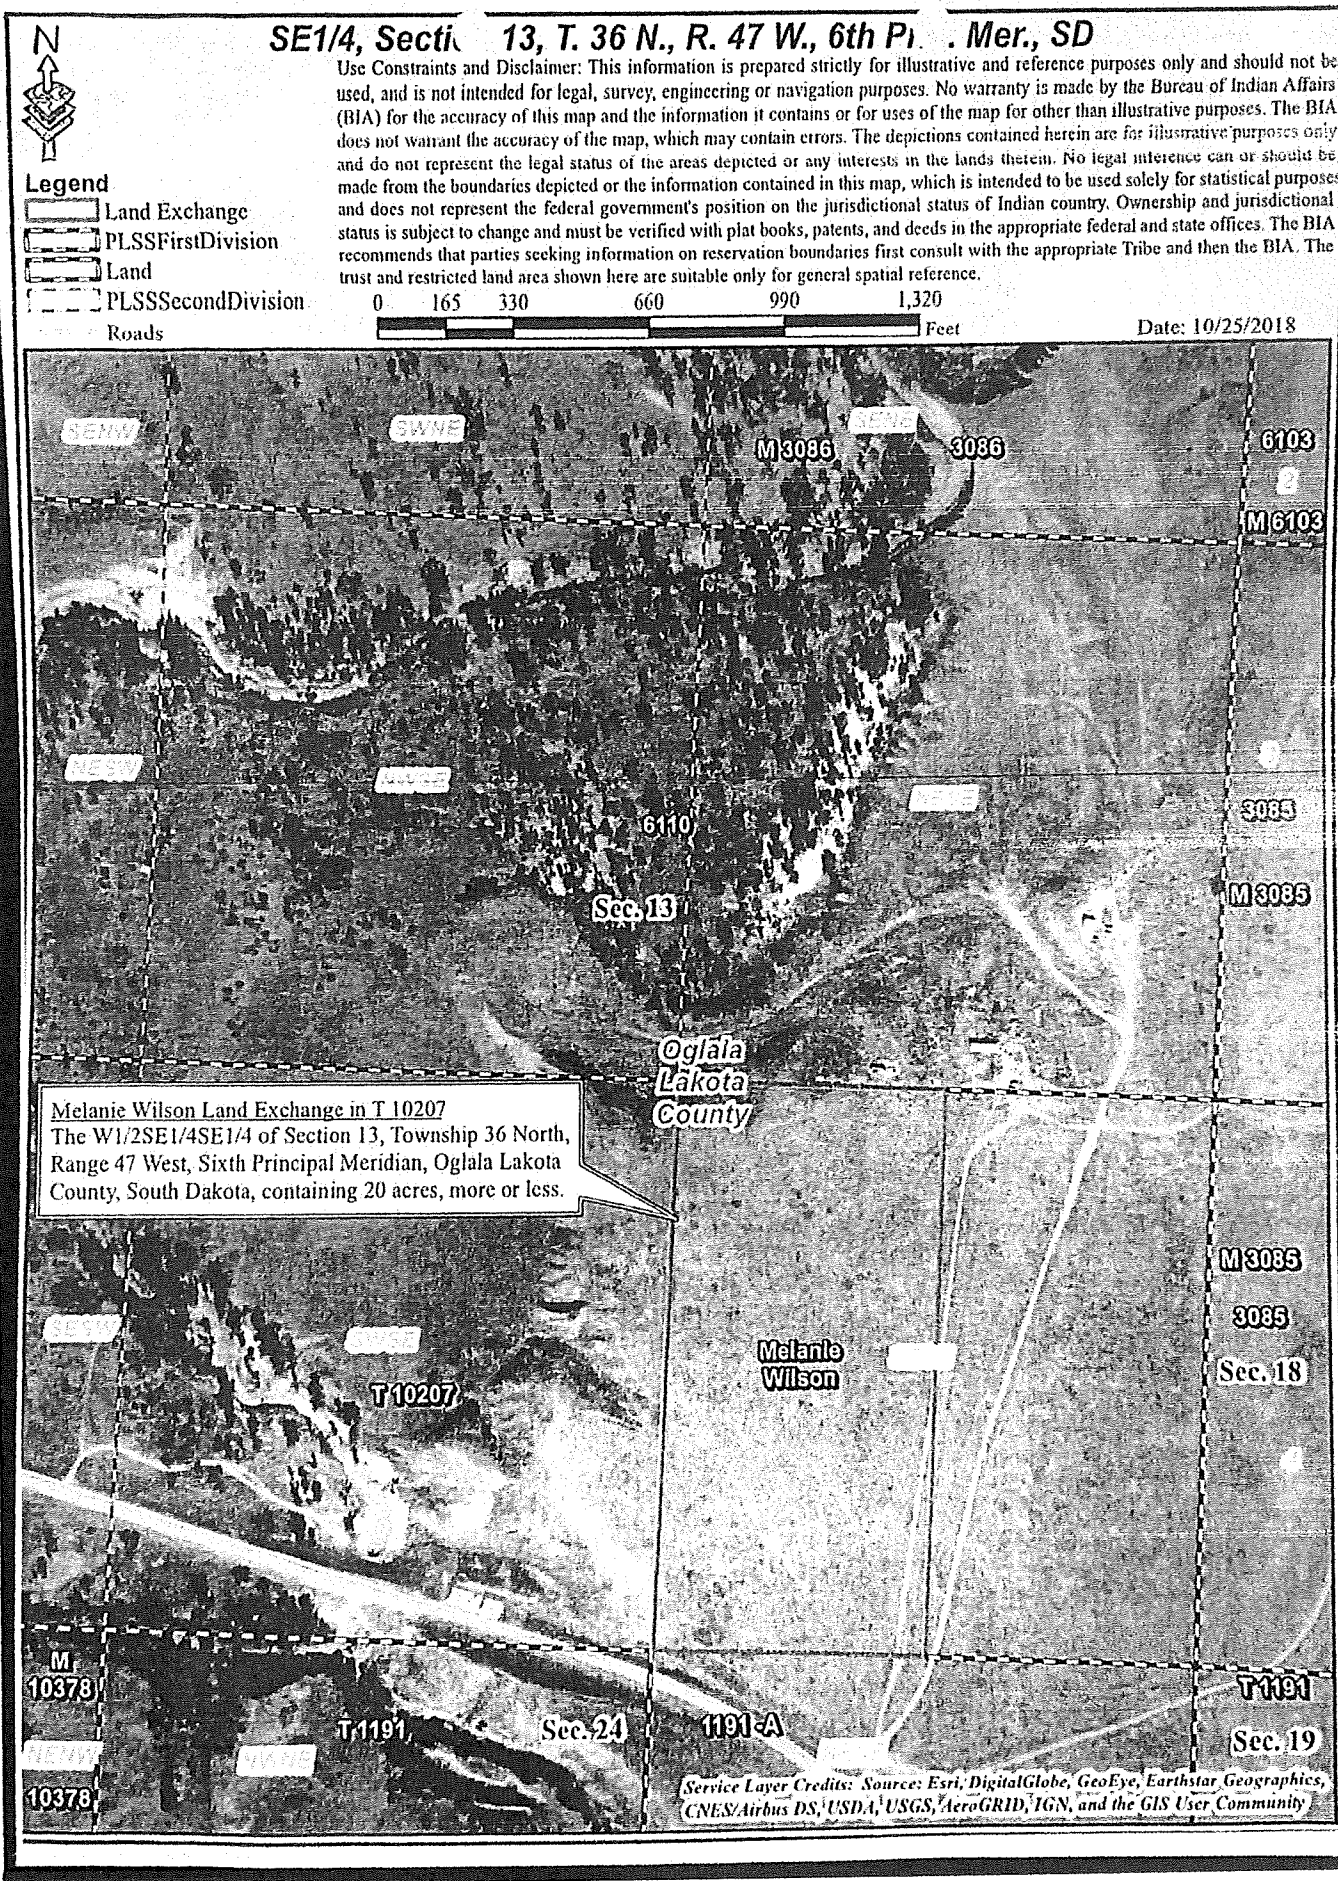 N
SE1/4, Secti 13, T. 36 N., R. 47 W., 6th P . Mer., SD
Use Constraints and Disclaimer: This information is prepared strictly for illustrative and reference purposes only and should not be
used, and is not intended for legal, survey, engineering or navigation purposes. No warranty is made by the Bureau of Indian Affairs
(BIA) for the accuracy of this map and the information it contains or for uses of the map for other than illustrative purposes. The BIA
does not warrant the accuracy of the map, which may contain errors. The depictions contained herein are for illustrative purposes only
and do not represent the legal status of the areas depicted or any interests in the lands therein. No legal inference can or should be
made from the boundaries depicted or the information contained in this map, which is intended to be used solely for statistical purposes
and does not represent the federal government's position on the jurisdictional status of Indian country. Ownership and jurisdictional
status is subject to change and must be verified with plat books, patents, and deeds in the appropriate federal and state offices. The BIA
recommends that parties seeking information on reservation boundaries first consult with the appropriate Tribe and then the BIA. The
trust and restricted land area shown here are suitable only for general spatial reference.
Legend
Land Exchange
PLSSFirstDivision
Land
PLSSSecondDivision
Roads
0 165 330 660 990 1,320
Feet
Date: 10/25/2018
SENW
SWNE
SENE
M 3086
3086
6103
2
M 6103
NESW
NWSE
6110
3085
M 3085
Sec. 13
Oglala
Lakota
County
Melanie Wilson Land Exchange in T 10207
The W1/2SE1/4SE1/4 of Section 13, Township 36 North,
Range 47 West, Sixth Principal Meridian, Oglala Lakota
County, South Dakota, containing 20 acres, more or less.
M 3085
3085
Sec. 18
SESW
SWSE
Melanie
Wilson
T 10207
4
M
10378
T 1191
Sec. 24
1191-A
T 1191
Sec. 19
NENW
NWNE
10378
Service Layer Credits: Source: Esri, DigitalGlobe, GeoEye, Earthstar Geographics,
CNES/Airbus DS, USDA, USGS, AeroGRID, IGN, and the GIS User Community